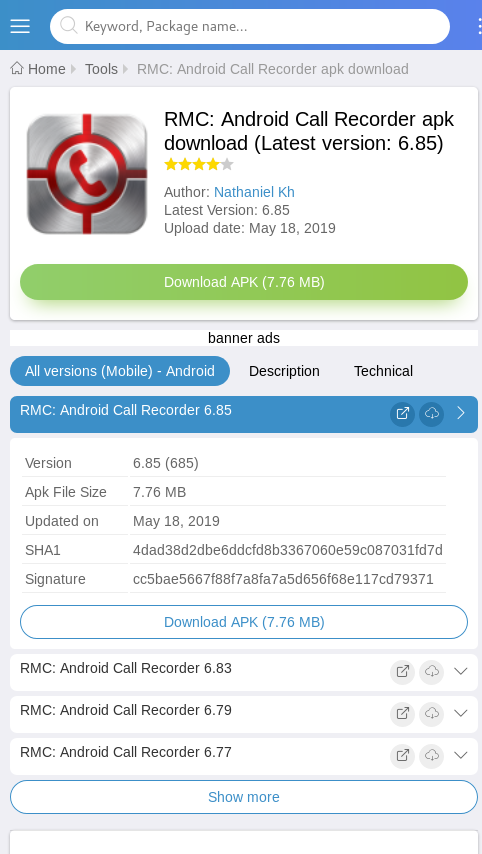 Keyword, Package name...
Home Tools RMC: Android Call Recorder apk download
RMC: Android Call Recorder apk
download (Latest version: 6.85)
Author: Nathaniel Kh
Latest Version: 6.85
Upload date: May 18, 2019
Download APK (7.76 MB)
banner ads
All versions (Mobile) - Android Description Technical
RMC: Android Call Recorder 6.85
Version 6.85 (685)
Apk File Size 7.76 MB
Updated on May 18, 2019
SHA1 4dad38d2dbe6ddcfd8b3367060e59c087031fd7d
Signature cc5bae5667f88f7a8fa7a5d656f68e117cd79371
Download APK (7.76 MB)
RMC: Android Call Recorder 6.83
RMC: Android Call Recorder 6.79
RMC: Android Call Recorder 6.77
Show more